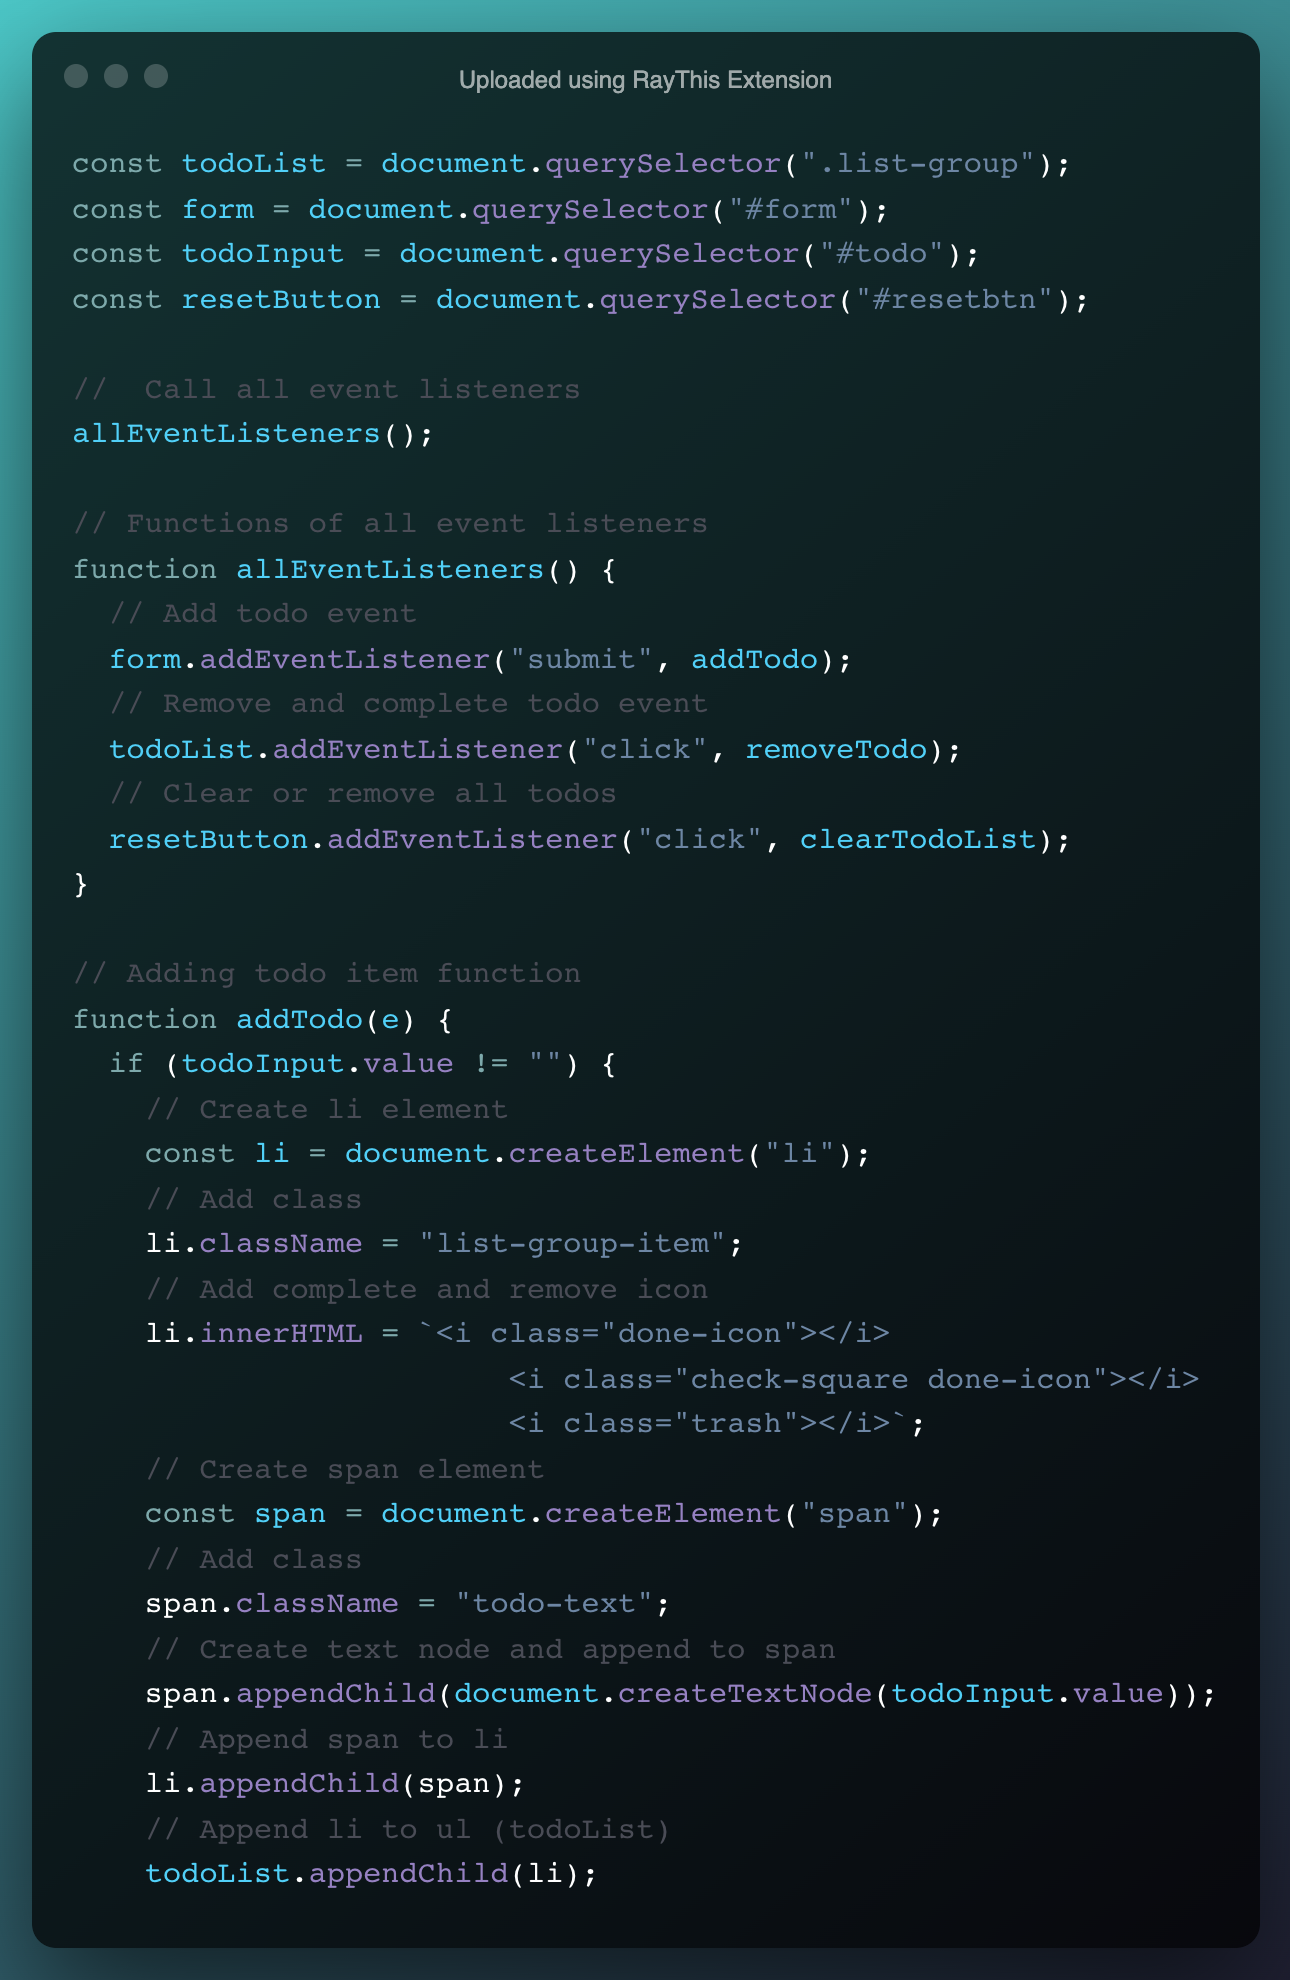 Uploaded using RayThis Extension
const todoList = document.querySelector(".list-group");
const form = document.querySelector("#form");
const todoInput = document.querySelector("#todo");
const resetButton = document.querySelector("#resetbtn");
//  Call all event listeners
allEventListeners();
// Functions of all event listeners
function allEventListeners() {
  // Add todo event
  form.addEventListener("submit", addTodo);
  // Remove and complete todo event
  todoList.addEventListener("click", removeTodo);
  // Clear or remove all todos
  resetButton.addEventListener("click", clearTodoList);
}
// Adding todo item function
function addTodo(e) {
  if (todoInput.value != "") {
    // Create li element
    const li = document.createElement("li");
    // Add class
    li.className = "list-group-item";
    // Add complete and remove icon
    li.innerHTML = `<i class="done-icon"></i>
                        <i class="check-square done-icon"></i>
                        <i class="trash"></i>`;
    // Create span element
    const span = document.createElement("span");
    // Add class
    span.className = "todo-text";
    // Create text node and append to span
    span.appendChild(document.createTextNode(todoInput.value));
    // Append span to li
    li.appendChild(span);
    // Append li to ul (todoList)
    todoList.appendChild(li);